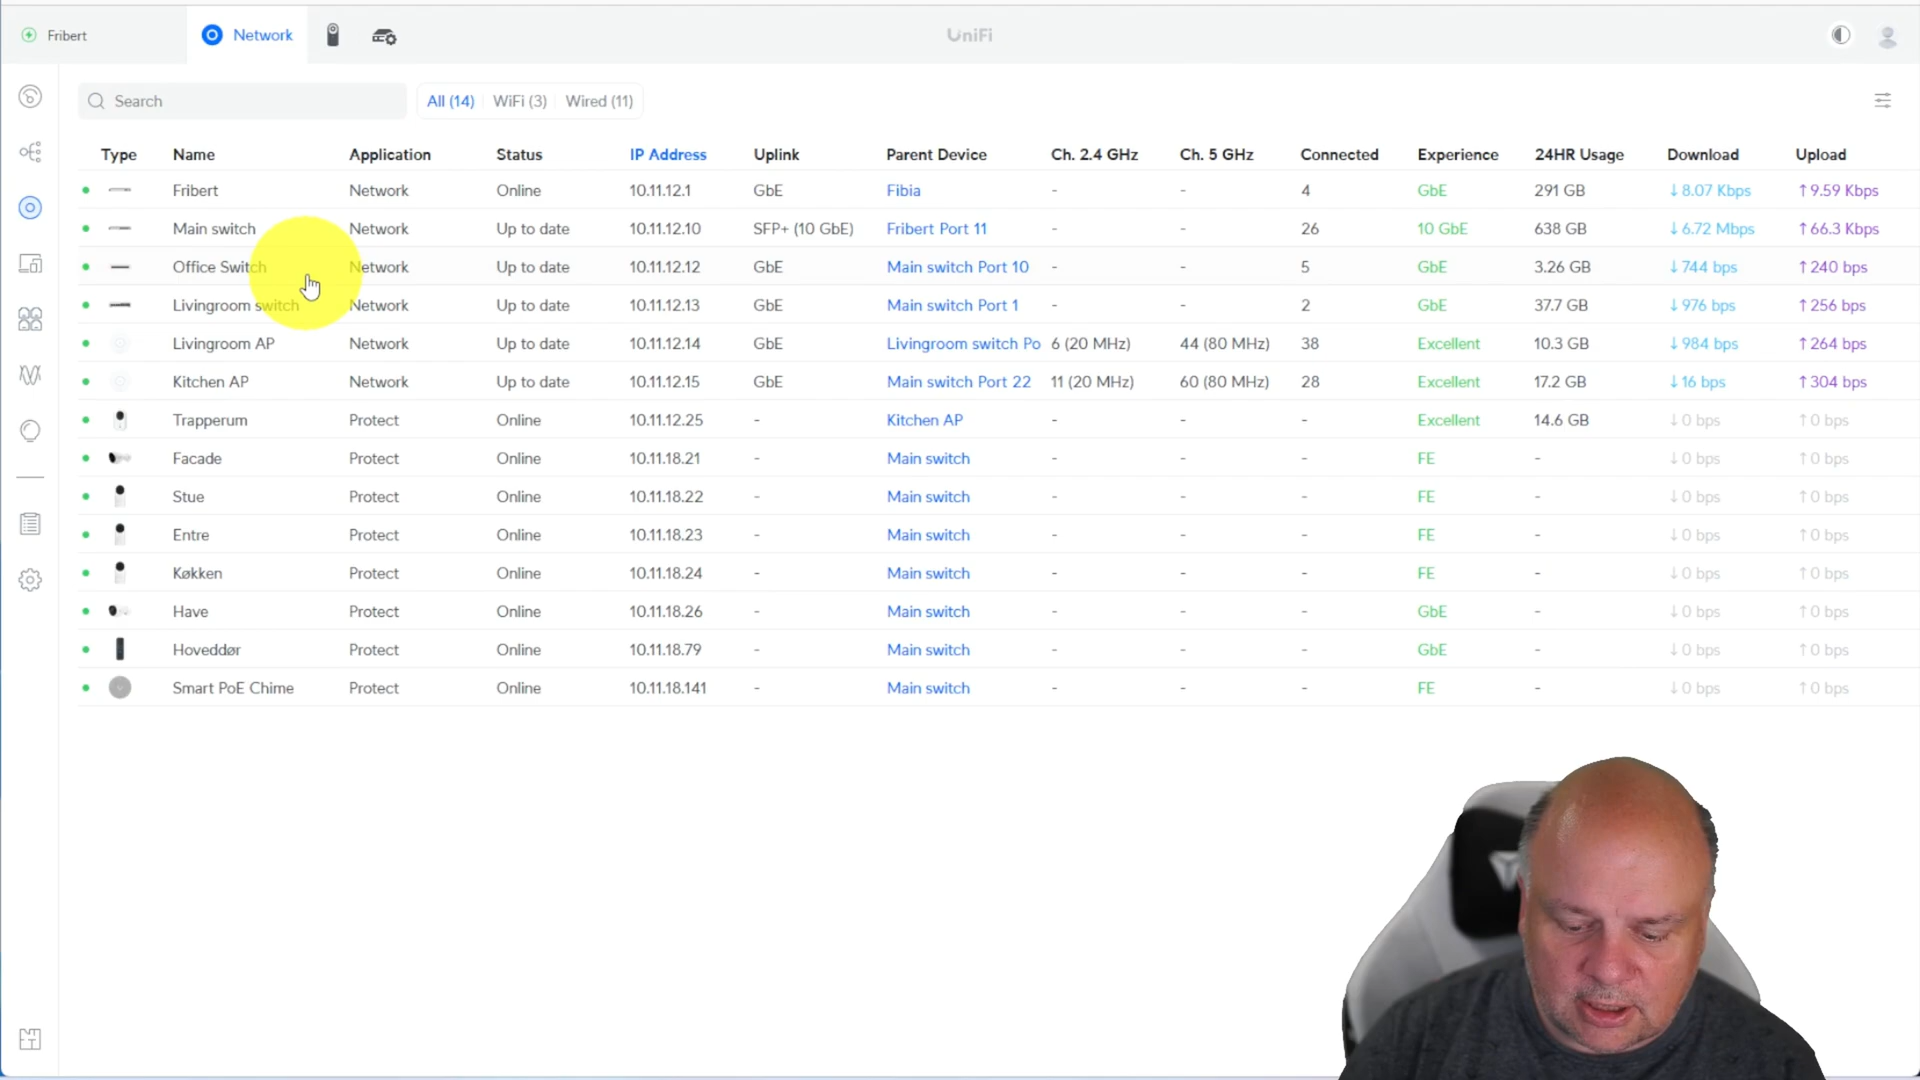 Fribert Network UniFi
Search All (14) WiFi (3) Wired (11)
Type Name Application Status IP Address Uplink Parent Device Ch. 2.4 GHz Ch. 5 GHz Connected Experience 24HR Usage Download Upload
Fribert Network Online 10.11.12.1 GbE Fibia - - 4 GbE 291 GB ↓8.07 Kbps ↑9.59 Kbps
Main switch Network Up to date 10.11.12.10 SFP+ (10 GbE) Fribert Port 11 - - 26 10 GbE 638 GB ↓6.72 Mbps ↑66.3 Kbps
Office Switch Network Up to date 10.11.12.12 GbE Main switch Port 10 - - 5 GbE 3.26 GB ↓744 bps ↑240 bps
Livingroom switch Network Up to date 10.11.12.13 GbE Main switch Port 1 - - 2 GbE 37.7 GB ↓976 bps ↑256 bps
Livingroom AP Network Up to date 10.11.12.14 GbE Livingroom switch Po 6 (20 MHz) 44 (80 MHz) 38 Excellent 10.3 GB ↓984 bps ↑264 bps
Kitchen AP Network Up to date 10.11.12.15 GbE Main switch Port 22 11 (20 MHz) 60 (80 MHz) 28 Excellent 17.2 GB ↓16 bps ↑304 bps
Trapperum Protect Online 10.11.12.25 - Kitchen AP - - - Excellent 14.6 GB ↓0 bps ↑0 bps
Facade Protect Online 10.11.18.21 - Main switch - - - FE - ↓0 bps ↑0 bps
Stue Protect Online 10.11.18.22 - Main switch - - - FE - ↓0 bps ↑0 bps
Entre Protect Online 10.11.18.23 - Main switch - - - FE - ↓0 bps ↑0 bps
Køkken Protect Online 10.11.18.24 - Main switch - - - FE - ↓0 bps ↑0 bps
Have Protect Online 10.11.18.26 - Main switch - - - GbE - ↓0 bps ↑0 bps
Hoveddør Protect Online 10.11.18.79 - Main switch - - - GbE - ↓0 bps ↑0 bps
Smart PoE Chime Protect Online 10.11.18.141 - Main switch - - - FE - ↓0 bps ↑0 bps